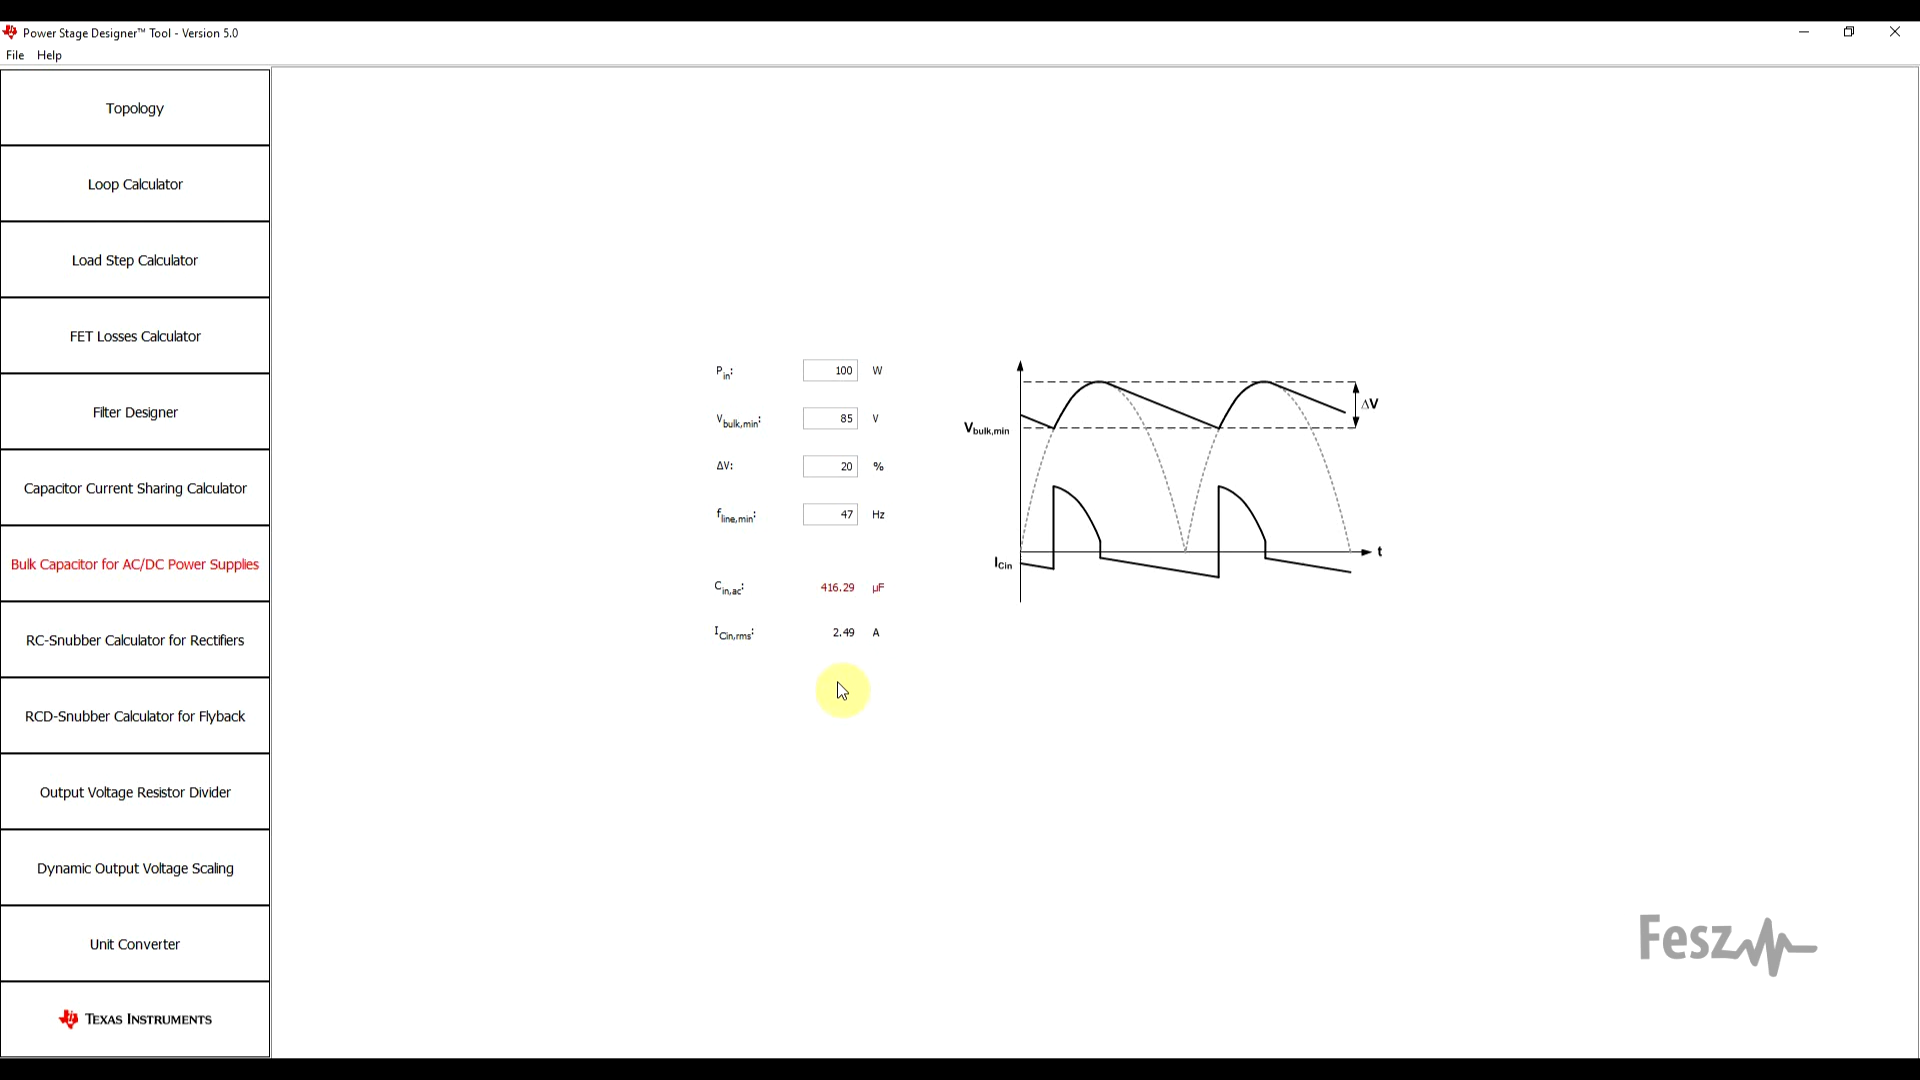 Power Stage Designer™ Tool - Version 5.0
File Help
Topology
Loop Calculator
Load Step Calculator
FET Losses Calculator
Filter Designer
Capacitor Current Sharing Calculator
Bulk Capacitor for AC/DC Power Supplies
RC-Snubber Calculator for Rectifiers
RCD-Snubber Calculator for Flyback
Output Voltage Resistor Divider
Dynamic Output Voltage Scaling
Unit Converter
TEXAS INSTRUMENTS
Pin: 100 W
Vbulk,min: 85 V
ΔV: 20 %
fline,min: 47 Hz
Cin,ac: 416.29 µF
ICin,rms: 2.49 A
ΔV
Vbulk,min
t
ICin
Fesz